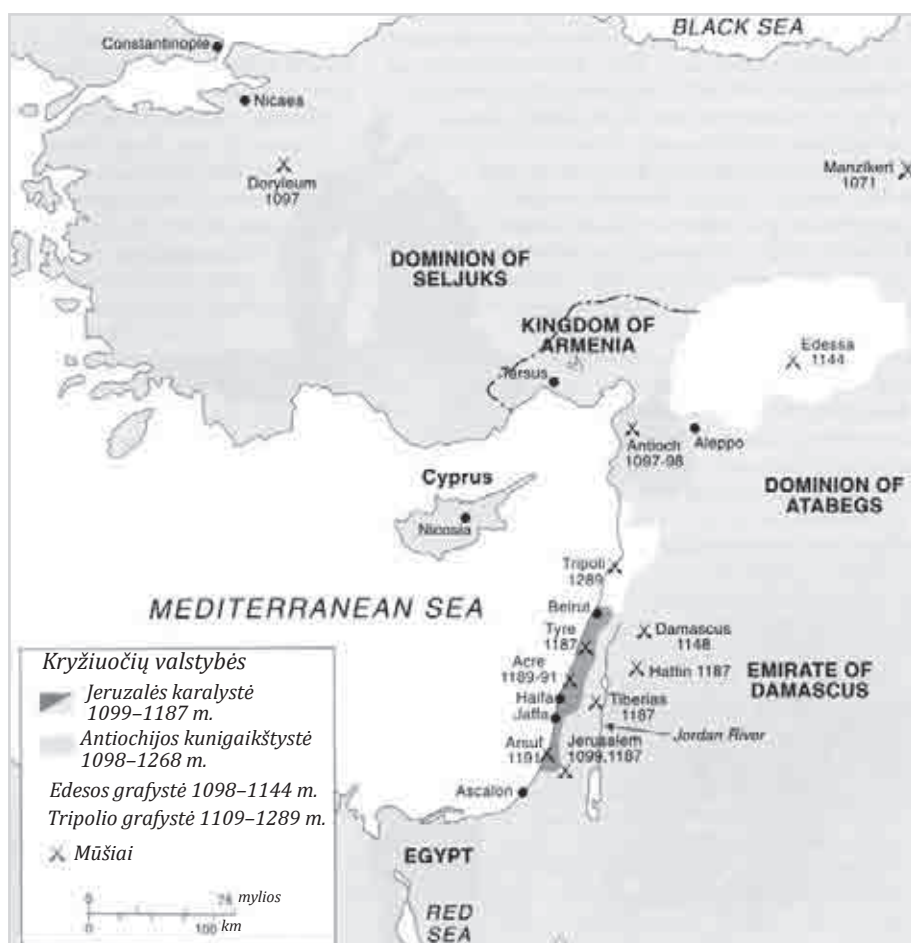 BLACK SEA
Constantinople
Nicaea
Manzikert
1071
Doryleum
1097
DOMINION OF
SELJUKS
KINGDOM OF
ARMENIA
Edessa
1144
Tarsus
Antioch
1097-98
Aleppo
Cyprus
DOMINION OF
ATABEGS
Nicosia
Tripoli
1289
MEDITERRANEAN SEA
Beirut
Tyre
1187
Damascus
1148
Acre
1189-91
Hattin 1187
EMIRATE OF
DAMASCUS
Haifa
Tiberias
1187
Jaffa
Jordan River
Arsuf
1191
Jerusalem
1099, 1187
Ascalon
EGYPT
RED
SEA
Kryžiuočių valstybės
Jeruzalės karalystė
1099–1187 m.
Antiochijos kunigaikštystė
1098–1268 m.
Edesos grafystė 1098–1144 m.
Tripolio grafystė 1109–1289 m.
Mūšiai
0 mylios
0 100 km